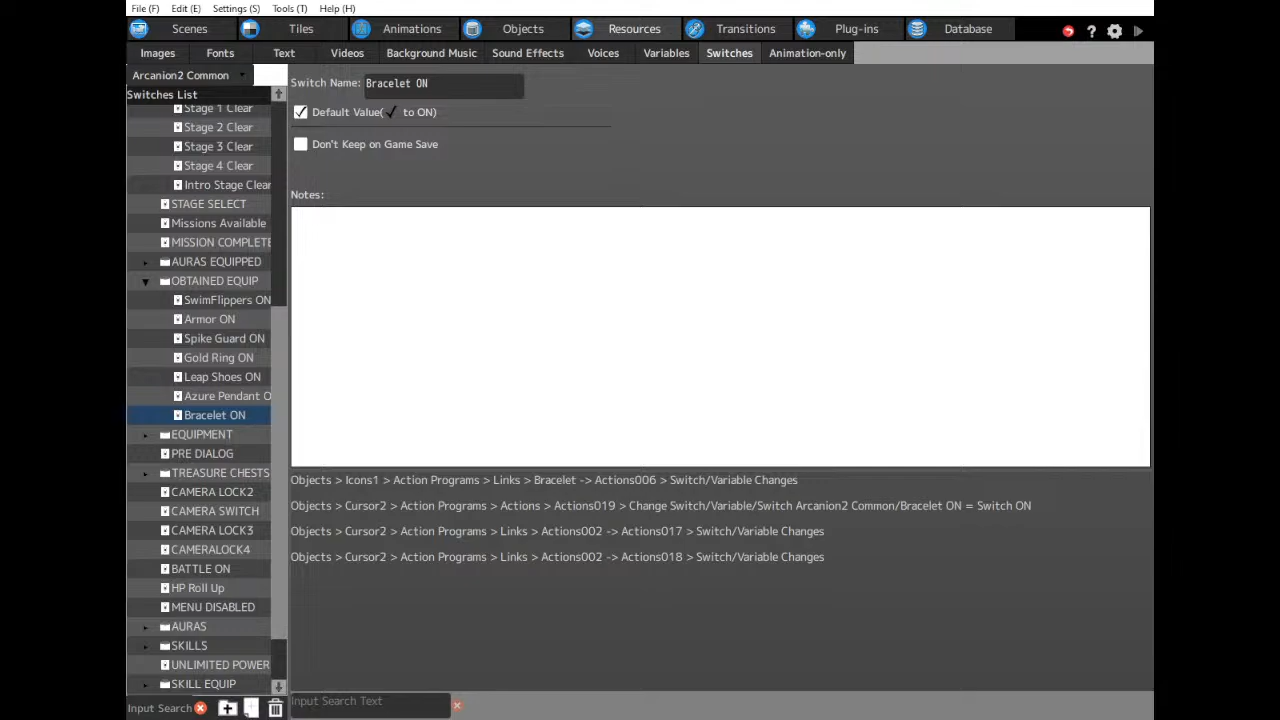 File (F) Edit (E) Settings (S) Tools (T) Help (H)
Scenes Tiles Animations Objects Resources Transitions Plug-ins Database
Images Fonts Text Videos Background Music Sound Effects Voices Variables Switches Animation-only
Arcanion2 Common
Switches List
Stage 1 Clear
Stage 2 Clear
Stage 3 Clear
Stage 4 Clear
Intro Stage Clear
STAGE SELECT
Missions Available
MISSION COMPLETE
AURAS EQUIPPED
OBTAINED EQUIP
SwimFlippers ON
Armor ON
Spike Guard ON
Gold Ring ON
Leap Shoes ON
Azure Pendant O
Bracelet ON
EQUIPMENT
PRE DIALOG
TREASURE CHESTS
CAMERA LOCK2
CAMERA SWITCH
CAMERA LOCK3
CAMERALOCK4
BATTLE ON
HP Roll Up
MENU DISABLED
AURAS
SKILLS
UNLIMITED POWER
SKILL EQUIP
Input Search
Switch Name: Bracelet ON
Default Value(✓ to ON)
Don't Keep on Game Save
Notes:
Objects > Icons1 > Action Programs > Links > Bracelet -> Actions006 > Switch/Variable Changes
Objects > Cursor2 > Action Programs > Actions > Actions019 > Change Switch/Variable/Switch Arcanion2 Common/Bracelet ON = Switch ON
Objects > Cursor2 > Action Programs > Links > Actions002 -> Actions017 > Switch/Variable Changes
Objects > Cursor2 > Action Programs > Links > Actions002 -> Actions018 > Switch/Variable Changes
Input Search Text